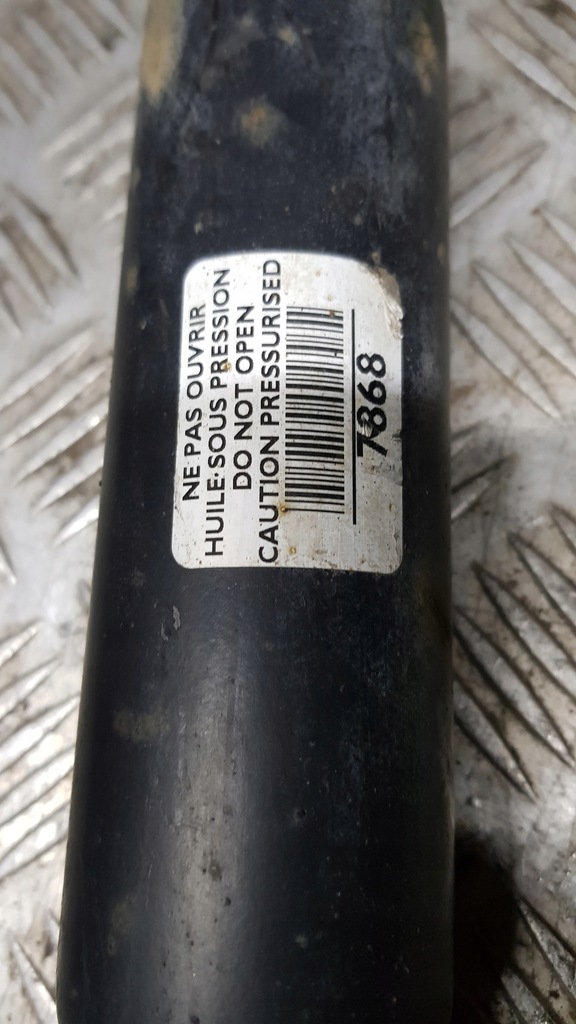 NE PAS OUVRIR
HUILE SOUS PRESSION
DO NOT OPEN
CAUTION PRESSURISED
7868